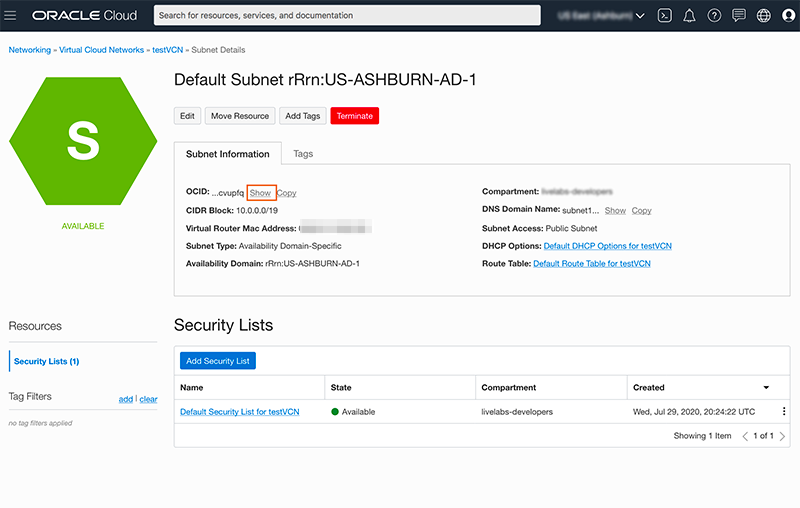 ORACLE Cloud Search for resources, services, and documentation
Networking » Virtual Cloud Networks » testVCN » Subnet Details
Default Subnet rRrn:US-ASHBURN-AD-1
S
AVAILABLE
Edit Move Resource Add Tags Terminate
Subnet Information Tags
OCID: ...cvupfq Show Copy
CIDR Block: 10.0.0.0/19
Virtual Router Mac Address:
Subnet Type: Availability Domain-Specific
Availability Domain: rRrn:US-ASHBURN-AD-1
Compartment: livelabs-developers
DNS Domain Name: subnet1... Show Copy
Subnet Access: Public Subnet
DHCP Options: Default DHCP Options for testVCN
Route Table: Default Route Table for testVCN
Resources
Security Lists (1)
Tag Filters add | clear
no tag filters applied
Security Lists
Add Security List
Name State Compartment Created
Default Security List for testVCN Available livelabs-developers Wed, Jul 29, 2020, 20:24:22 UTC
Showing 1 Item 1 of 1